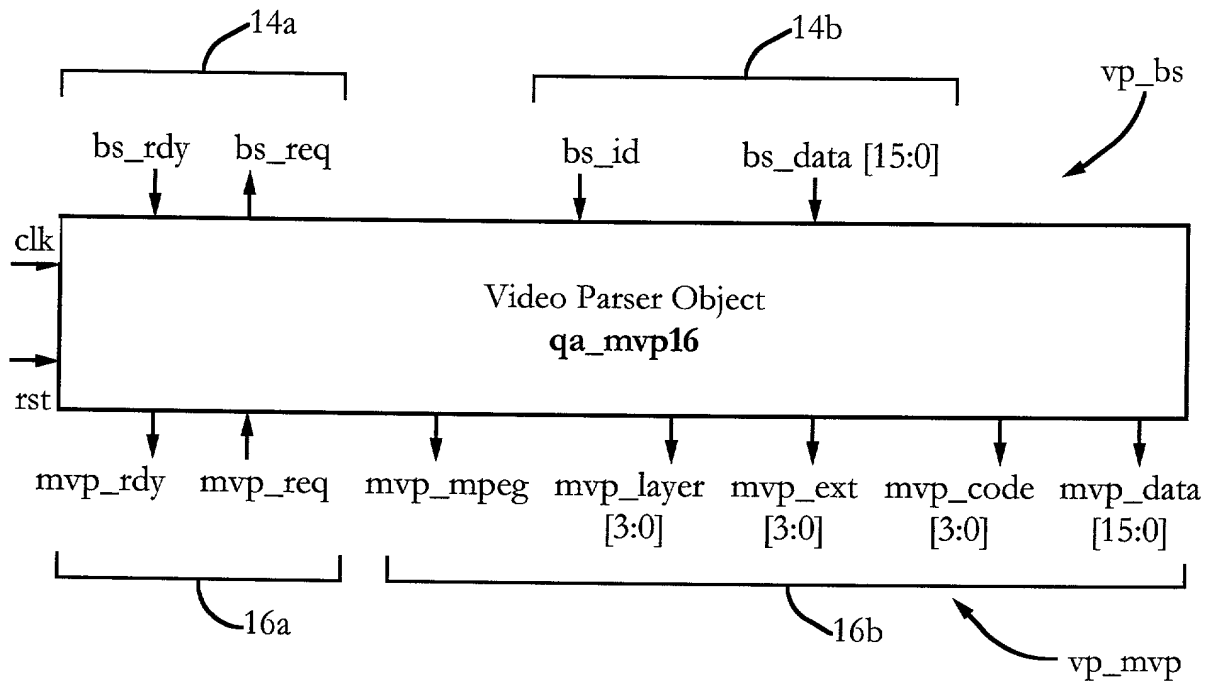 14a
14b
vp_bs
bs_rdy bs_req bs_id bs_data [15:0]
clk
Video Parser Object
qa_mvp16
rst
mvp_rdy mvp_req mvp_mpeg mvp_layer mvp_ext mvp_code mvp_data
[3:0] [3:0] [3:0] [15:0]
16a
16b
vp_mvp